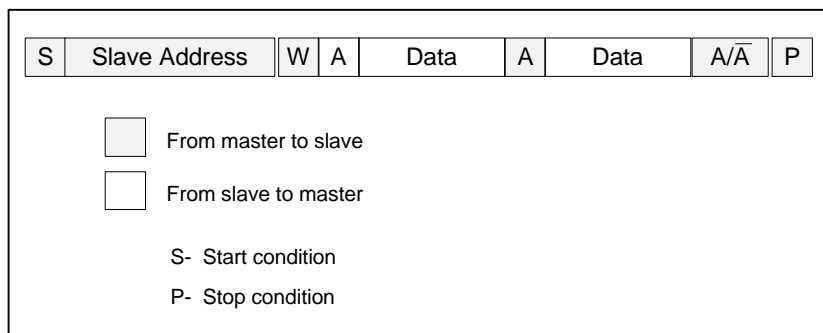 S Slave Address W A Data A Data A/A̅ P
From master to slave
From slave to master
S- Start condition
P- Stop condition